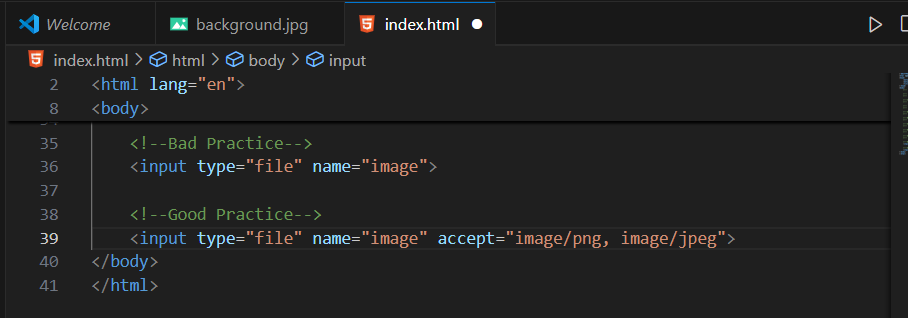 Welcome background.jpg index.html
index.html > html > body > input
2 <html lang="en">
8 <body>
35 <!--Bad Practice-->
36 <input type="file" name="image">
37
38 <!--Good Practice-->
39 <input type="file" name="image" accept="image/png, image/jpeg">
40 </body>
41 </html>